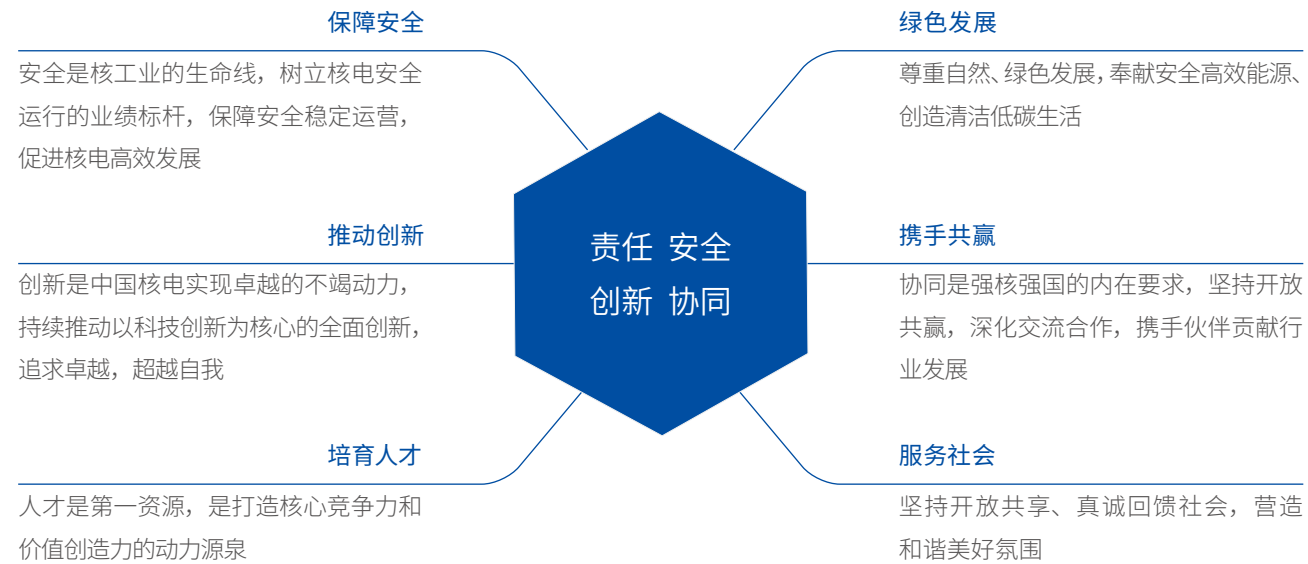 保障安全
安全是核工业的生命线，树立核电安全
运行的业绩标杆，保障安全稳定运营，
促进核电高效发展
推动创新
创新是中国核电实现卓越的不竭动力，
持续推动以科技创新为核心的全面创新，
追求卓越，超越自我
培育人才
人才是第一资源，是打造核心竞争力和
价值创造力的动力源泉
责任 安全
创新 协同
绿色发展
尊重自然、绿色发展，奉献安全高效能源、
创造清洁低碳生活
携手共赢
协同是强核强国的内在要求，坚持开放
共赢，深化交流合作，携手伙伴贡献行
业发展
服务社会
坚持开放共享、真诚回馈社会，营造
和谐美好氛围